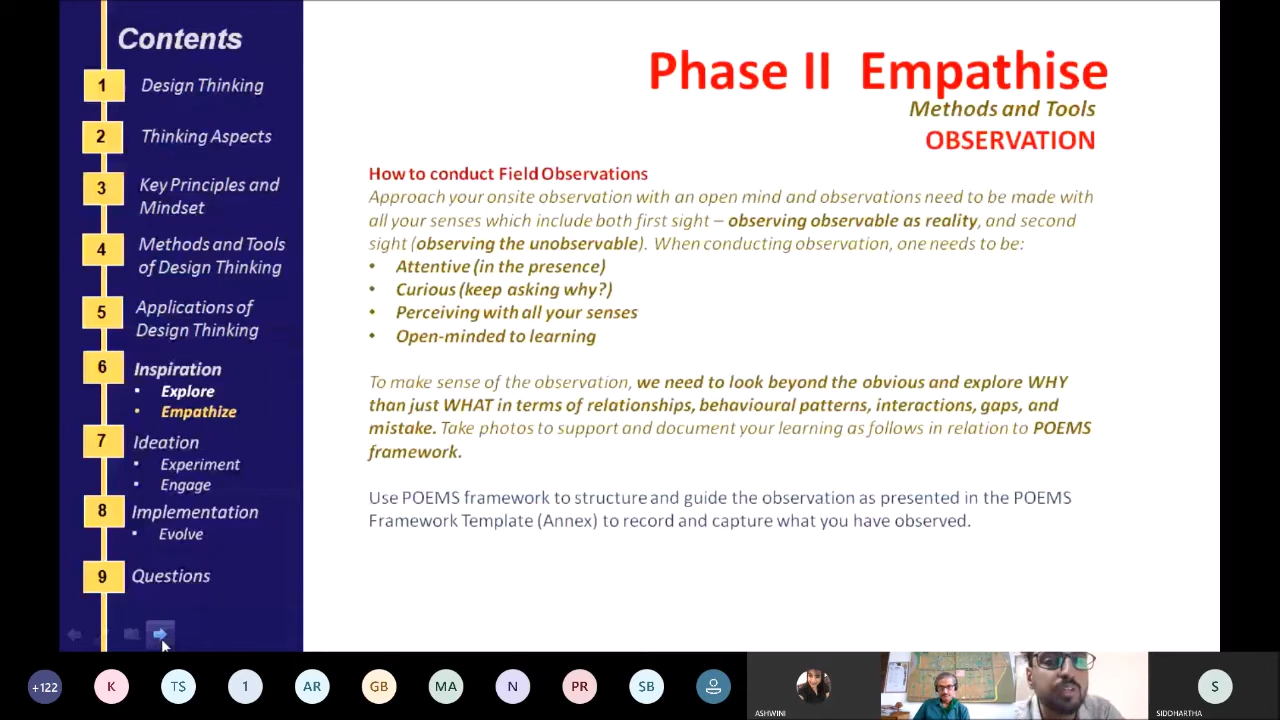 Contents
1 Design Thinking
2 Thinking Aspects
3 Key Principles and
Mindset
4 Methods and Tools
of Design Thinking
5 Applications of
Design Thinking
6 Inspiration
• Explore
• Empathize
7 Ideation
• Experiment
• Engage
8 Implementation
• Evolve
9 Questions
Phase II Empathise
Methods and Tools
OBSERVATION
How to conduct Field Observations
Approach your onsite observation with an open mind and observations need to be made with
all your senses which include both first sight – observing observable as reality, and second
sight (observing the unobservable). When conducting observation, one needs to be:
• Attentive (in the presence)
• Curious (keep asking why?)
• Perceiving with all your senses
• Open-minded to learning
To make sense of the observation, we need to look beyond the obvious and explore WHY
than just WHAT in terms of relationships, behavioural patterns, interactions, gaps, and
mistake. Take photos to support and document your learning as follows in relation to POEMS
framework.
Use POEMS framework to structure and guide the observation as presented in the POEMS
Framework Template (Annex) to record and capture what you have observed.
+122 K TS 1 AR GB MA N PR SB S
ASHWINI SIDDHARTHA